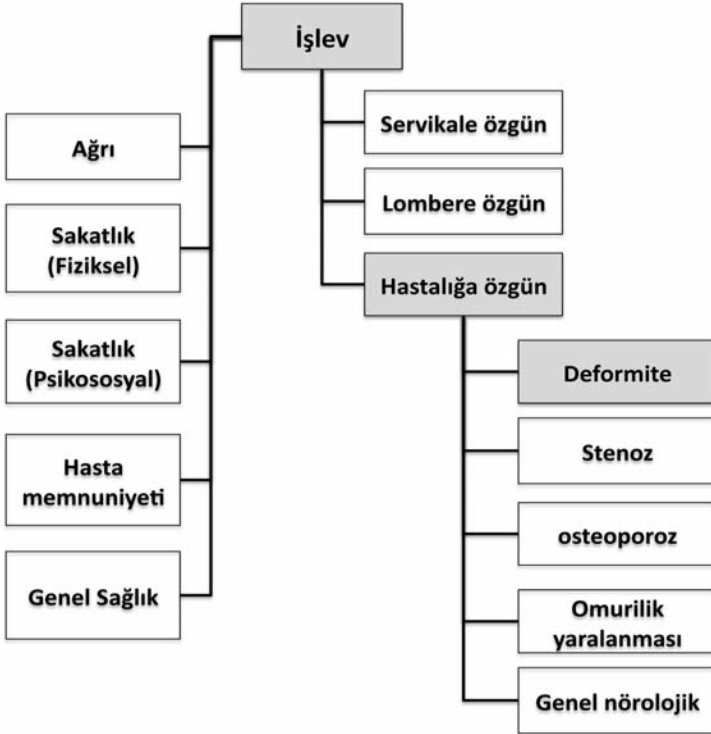 İşlev
Ağrı
Sakatlık
(Fiziksel)
Sakatlık
(Psikososyal)
Hasta
memnuniyeti
Genel Sağlık
Servikale özgün
Lombere özgün
Hastalığa özgün
Deformite
Stenoz
osteoporoz
Omurilik
yaralanması
Genel nörolojik